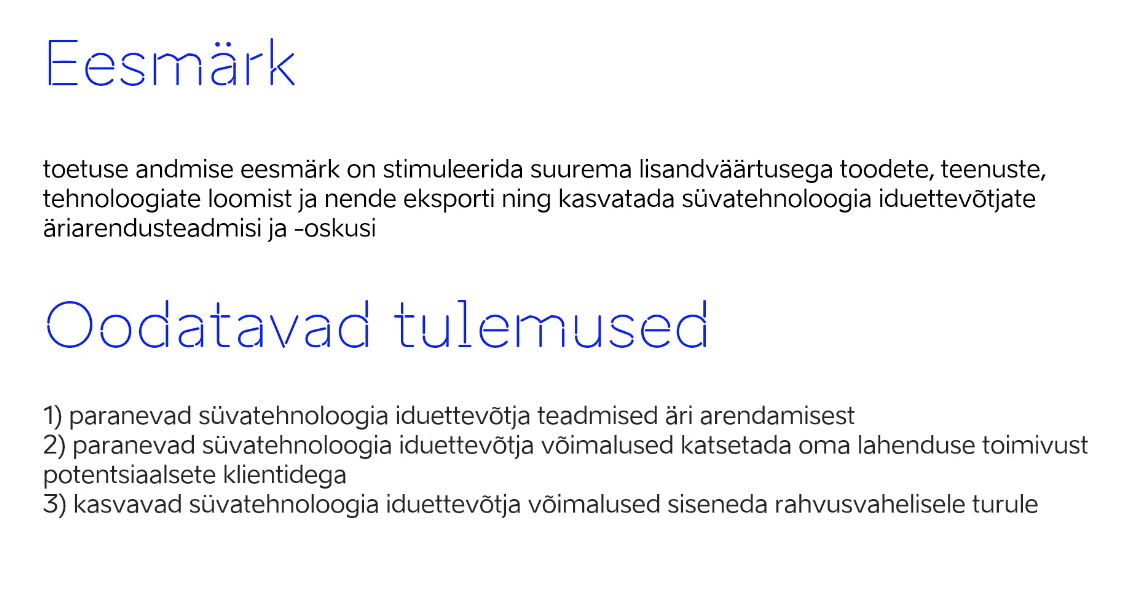 Eesmärk
toetuse andmise eesmärk on stimuleerida suurema lisandväärtusega toodete, teenuste,
tehnoloogiate loomist ja nende eksporti ning kasvatada süvatehnoloogia iduettevõtjate
äriarendusteadmisi ja -oskusi
Oodatavad tulemused
1) paranevad süvatehnoloogia iduettevõtja teadmised äri arendamisest
2) paranevad süvatehnoloogia iduettevõtja võimalused katsetada oma lahenduse toimivust
potentsiaalsete klientidega
3) kasvavad süvatehnoloogia iduettevõtja võimalused siseneda rahvusvahelisele turule